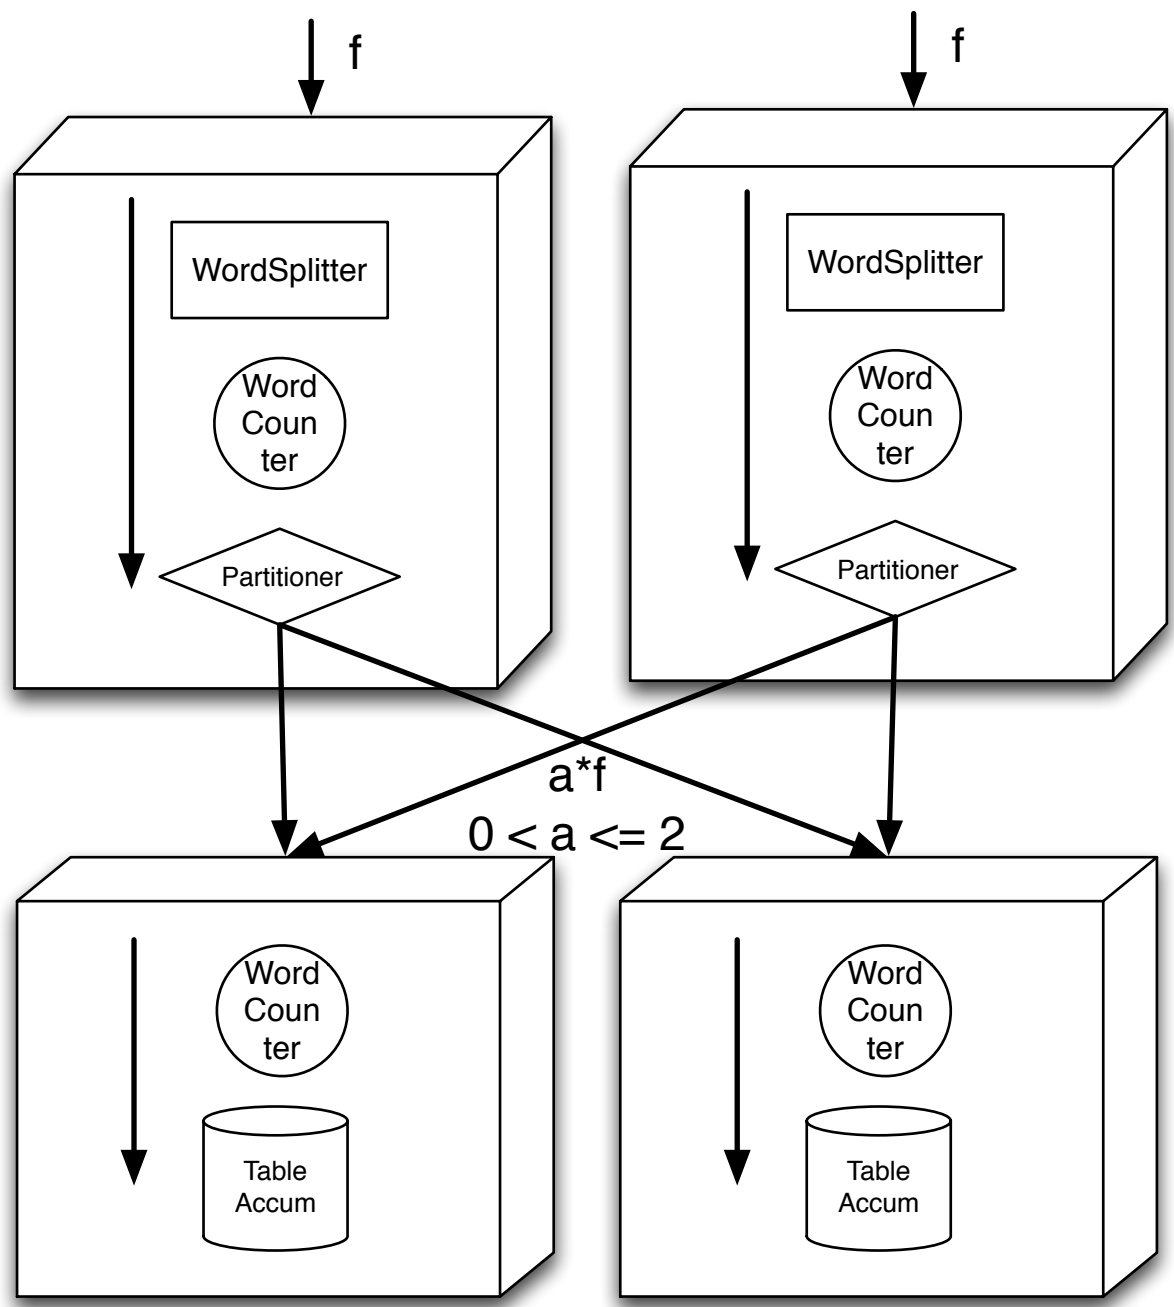 f
f
WordSplitter
WordSplitter
Word
Coun
ter
Word
Coun
ter
Partitioner
Partitioner
a*f
0 < a <= 2
Word
Coun
ter
Word
Coun
ter
Table
Accum
Table
Accum